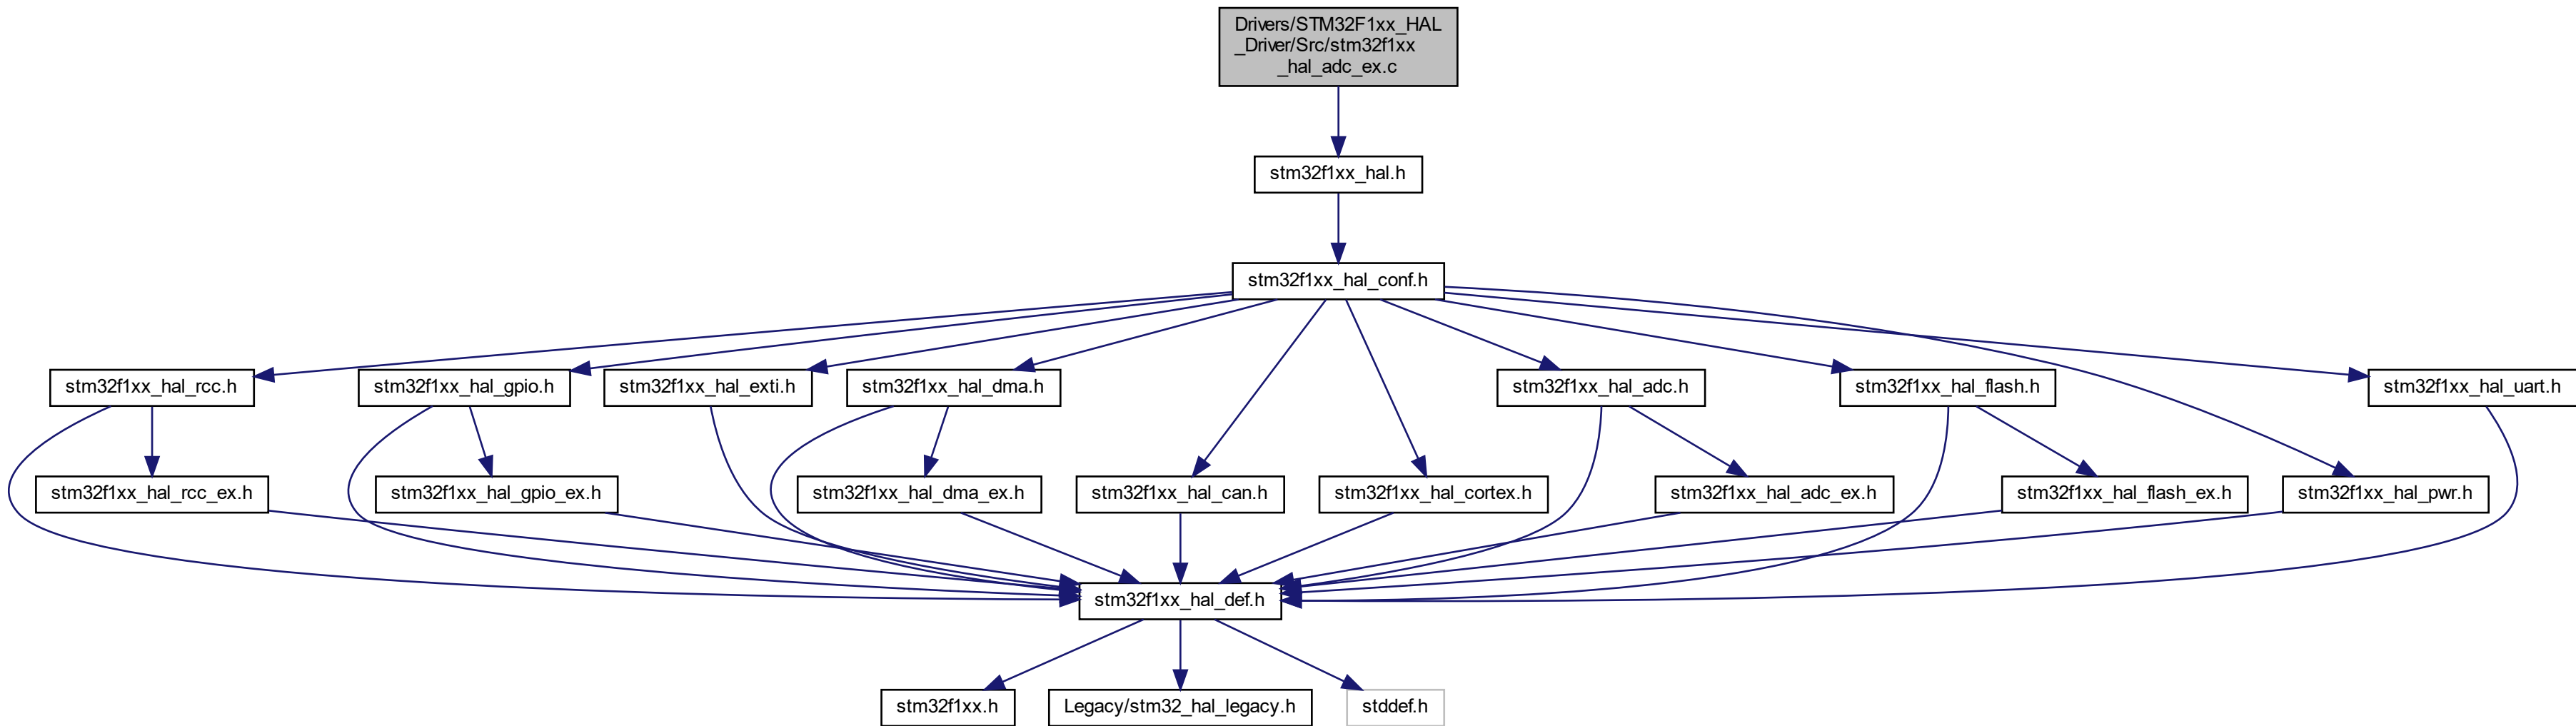 Drivers/STM32F1xx_HAL
_Driver/Src/stm32f1xx
_hal_adc_ex.c
stm32f1xx_hal.h
stm32f1xx_hal_conf.h
stm32f1xx_hal_rcc.h
stm32f1xx_hal_gpio.h
stm32f1xx_hal_exti.h
stm32f1xx_hal_dma.h
stm32f1xx_hal_adc.h
stm32f1xx_hal_flash.h
stm32f1xx_hal_uart.h
stm32f1xx_hal_rcc_ex.h
stm32f1xx_hal_gpio_ex.h
stm32f1xx_hal_dma_ex.h
stm32f1xx_hal_can.h
stm32f1xx_hal_cortex.h
stm32f1xx_hal_adc_ex.h
stm32f1xx_hal_flash_ex.h
stm32f1xx_hal_pwr.h
stm32f1xx_hal_def.h
stm32f1xx.h
Legacy/stm32_hal_legacy.h
stddef.h